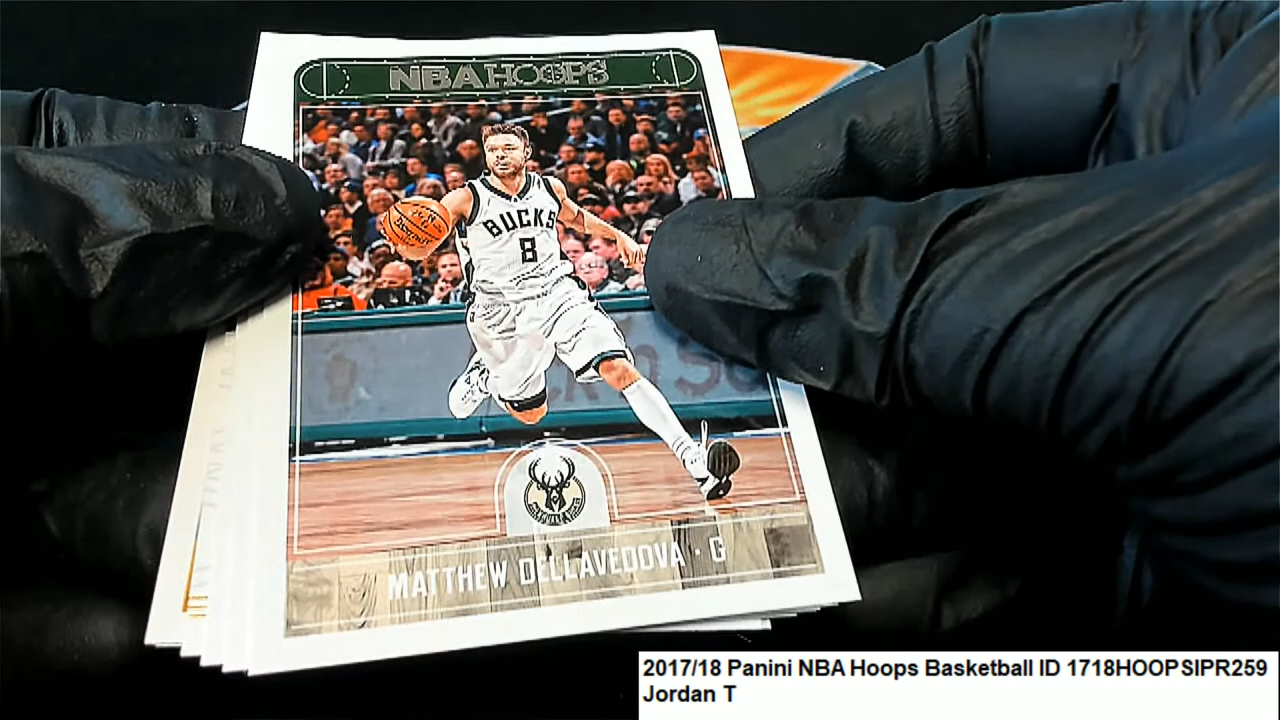 NBA HOOPS
BUCKS
8
MATTHEW DELLAVEDOVA · G
2017/18 Panini NBA Hoops Basketball ID 1718HOOPSIPR259
Jordan T